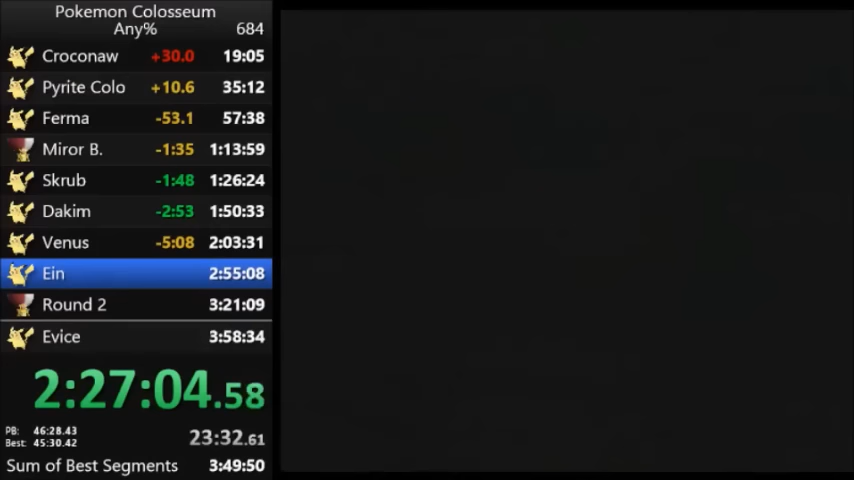 Pokemon Colosseum
Any% 684
Croconaw +30.0 19:05
Pyrite Colo +10.6 35:12
Ferma -53.1 57:38
Miror B. -1:35 1:13:59
Skrub -1:48 1:26:24
Dakim -2:53 1:50:33
Venus -5:08 2:03:31
Ein 2:55:08
Round 2 3:21:09
Evice 3:58:34
2:27:04.58
PB: 46:28.43
Best: 45:30.42 23:32.61
Sum of Best Segments 3:49:50